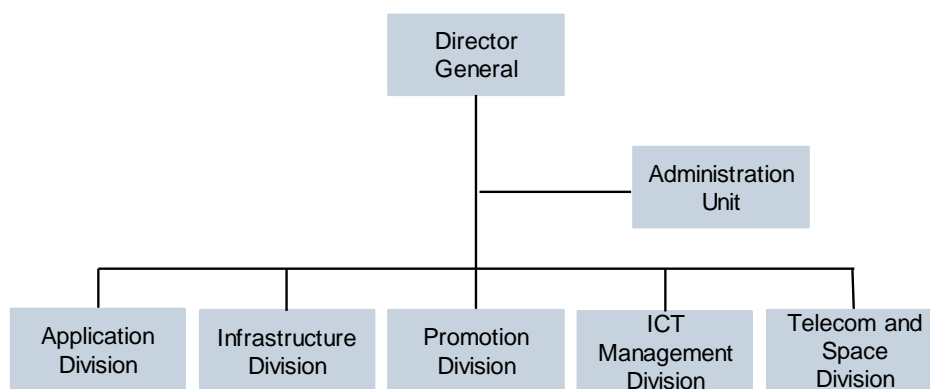 Director
General
Administration
Unit
Application
Division
Infrastructure
Division
Promotion
Division
ICT
Management
Division
Telecom and
Space
Division